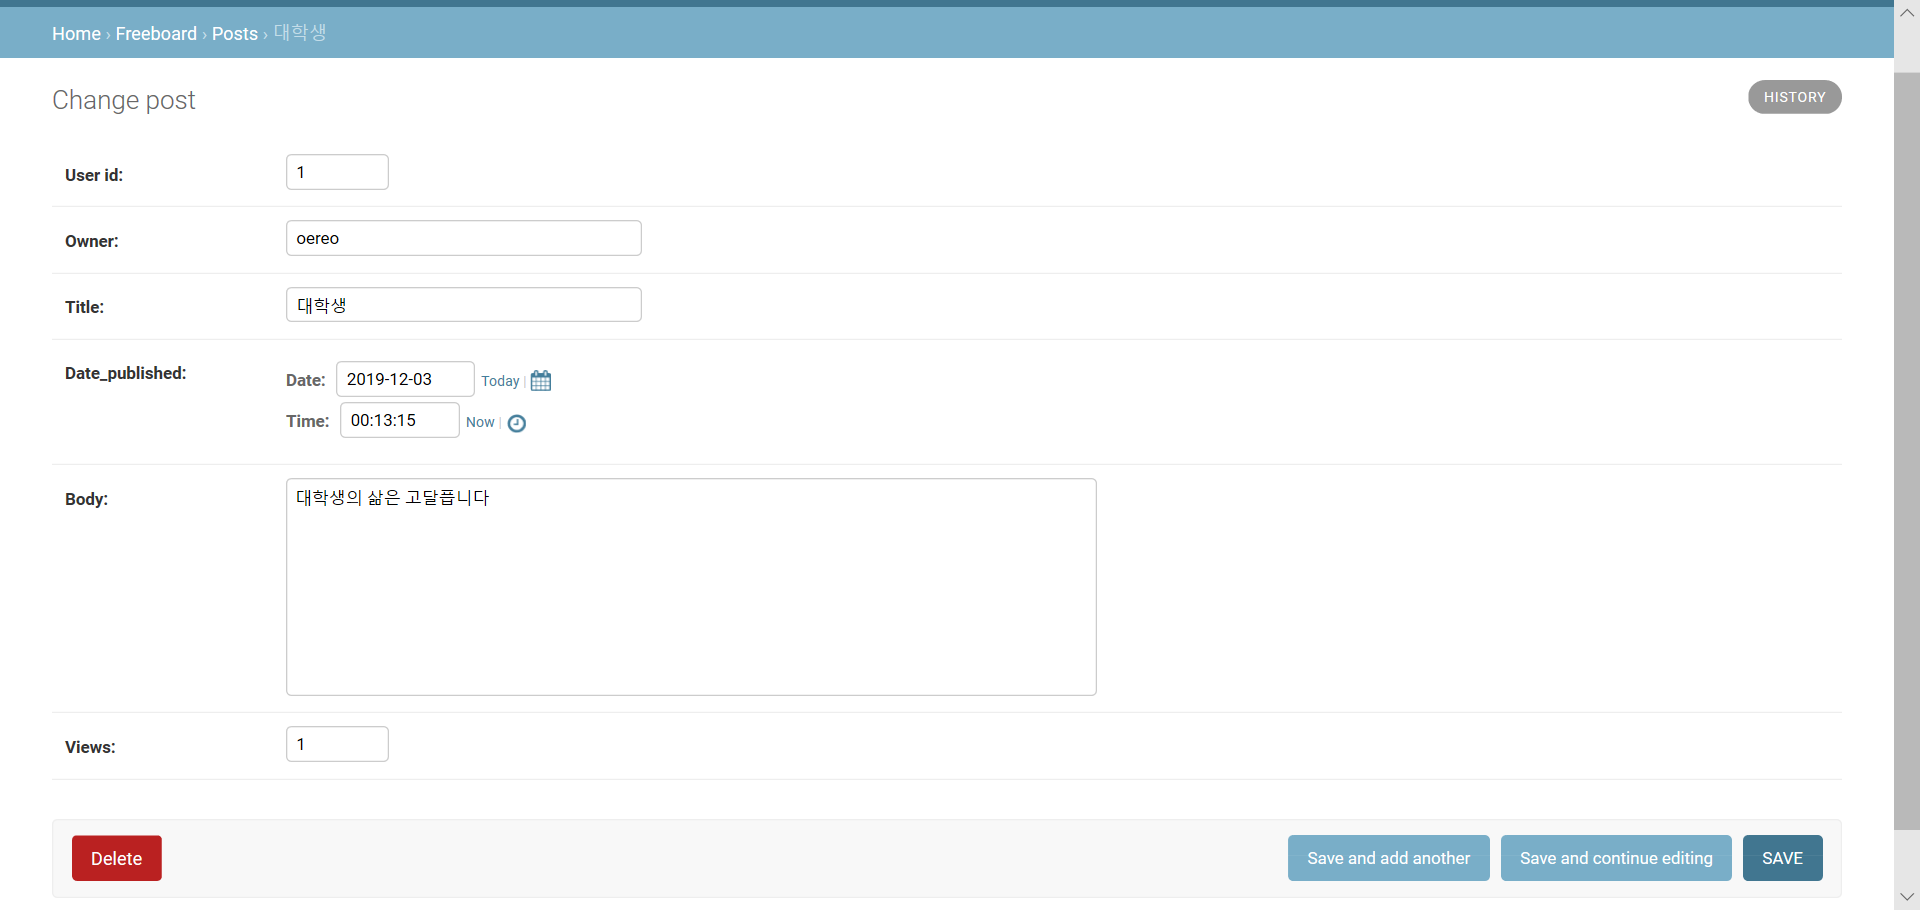 Home › Freeboard › Posts › 대학생
Change post
HISTORY
User id:
1
Owner:
oereo
Title:
대학생
Date_published:
Date: 2019-12-03 Today |
Time: 00:13:15 Now |
Body:
대학생의 삶은 고달픕니다
Views:
1
Delete
Save and add another
Save and continue editing
SAVE